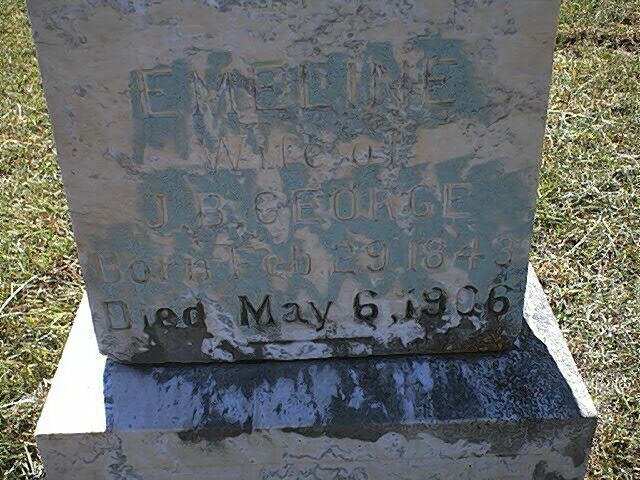 EMELINE
Wife of
J. B. GEORGE
Born Feb 29, 1843
Died May 6, 1906